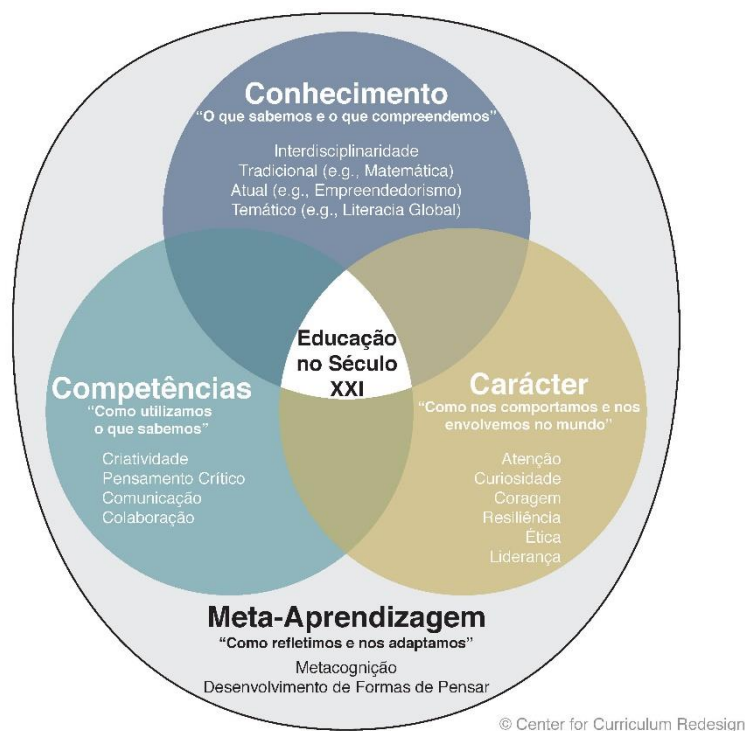 Conhecimento
“O que sabemos e o que compreendemos”
Interdisciplinaridade
Tradicional (e.g., Matemática)
Atual (e.g., Empreendedorismo)
Temático (e.g., Literacia Global)
Educação
no Século
XXI
Competências
“Como utilizamos
o que sabemos”
Criatividade
Pensamento Crítico
Comunicação
Colaboração
Carácter
“Como nos comportamos e nos
envolvemos no mundo”
Atenção
Curiosidade
Coragem
Resiliência
Ética
Liderança
Meta-Aprendizagem
“Como refletimos e nos adaptamos”
Metacognição
Desenvolvimento de Formas de Pensar
© Center for Curriculum Redesign